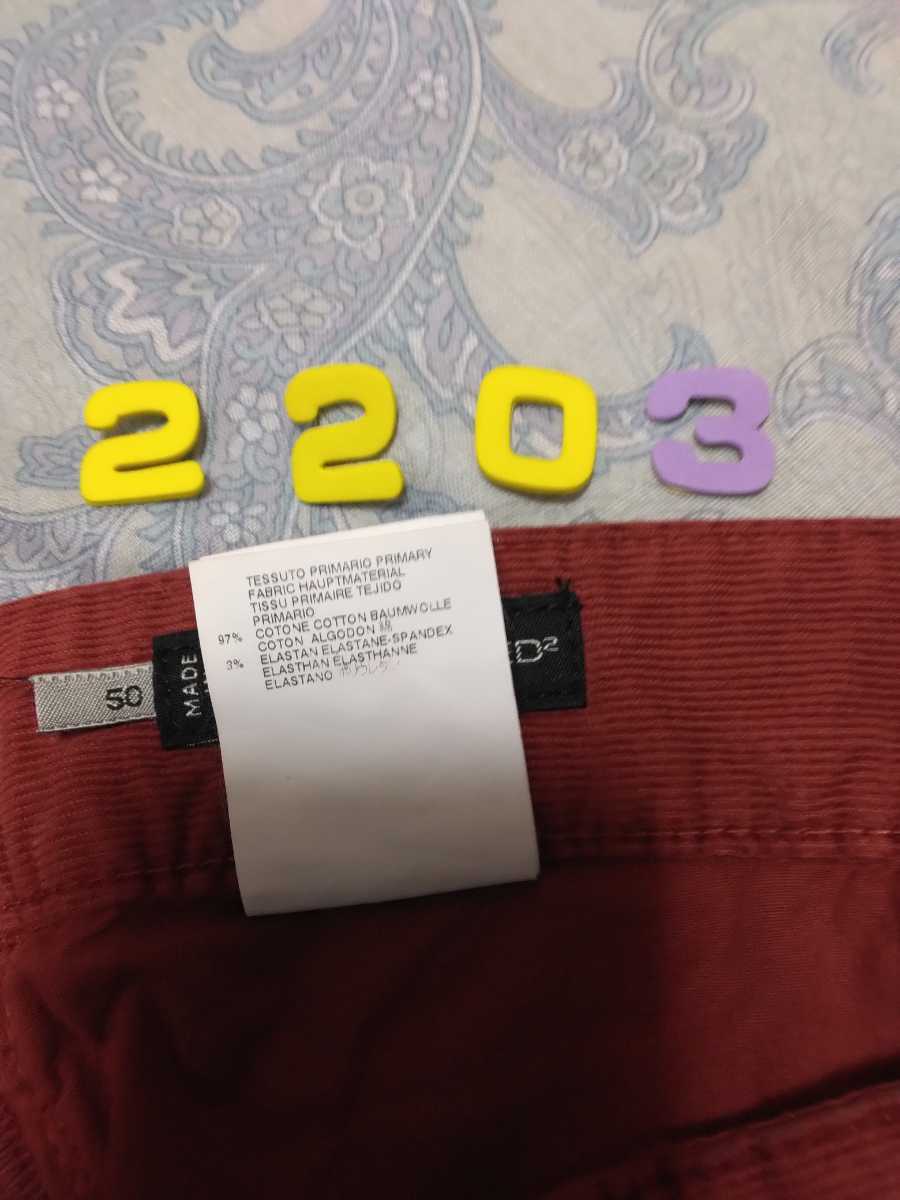 2203
TESSUTO PRIMARIO PRIMARY
FABRIC HAUPTMATERIAL
TISSU PRIMAIRE TEJIDO
PRIMARIO
97% COTONE COTTON BAUMWOLLE
COTON ALGODON 綿
3% ELASTAN ELASTANE-SPANDEX
ELASTHAN ELASTHANNE
ELASTANO
50
MADE
D²